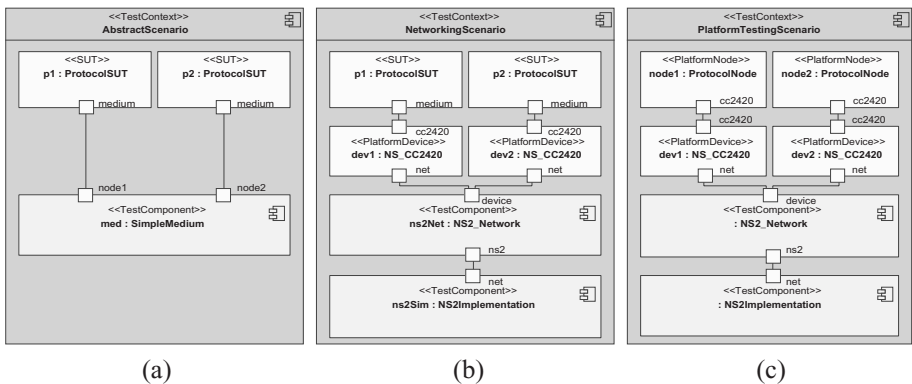 <<TestContext>>
AbstractScenario
<<SUT>>
p1 : ProtocolSUT
<<SUT>>
p2 : ProtocolSUT
medium
medium
node1
node2
<<TestComponent>>
med : SimpleMedium
(a)
<<TestContext>>
NetworkingScenario
<<SUT>>
p1 : ProtocolSUT
<<SUT>>
p2 : ProtocolSUT
medium
medium
cc2420
cc2420
<<PlatformDevice>>
dev1 : NS_CC2420
<<PlatformDevice>>
dev2 : NS_CC2420
net
net
device
<<TestComponent>>
ns2Net : NS2_Network
ns2
net
<<TestComponent>>
ns2Sim : NS2Implementation
(b)
<<TestContext>>
PlatformTestingScenario
<<PlatformNode>>
node1 : ProtocolNode
<<PlatformNode>>
node2 : ProtocolNode
cc2420
cc2420
cc2420
cc2420
<<PlatformDevice>>
dev1 : NS_CC2420
<<PlatformDevice>>
dev2 : NS_CC2420
net
net
device
<<TestComponent>>
: NS2_Network
ns2
net
<<TestComponent>>
: NS2Implementation
(c)